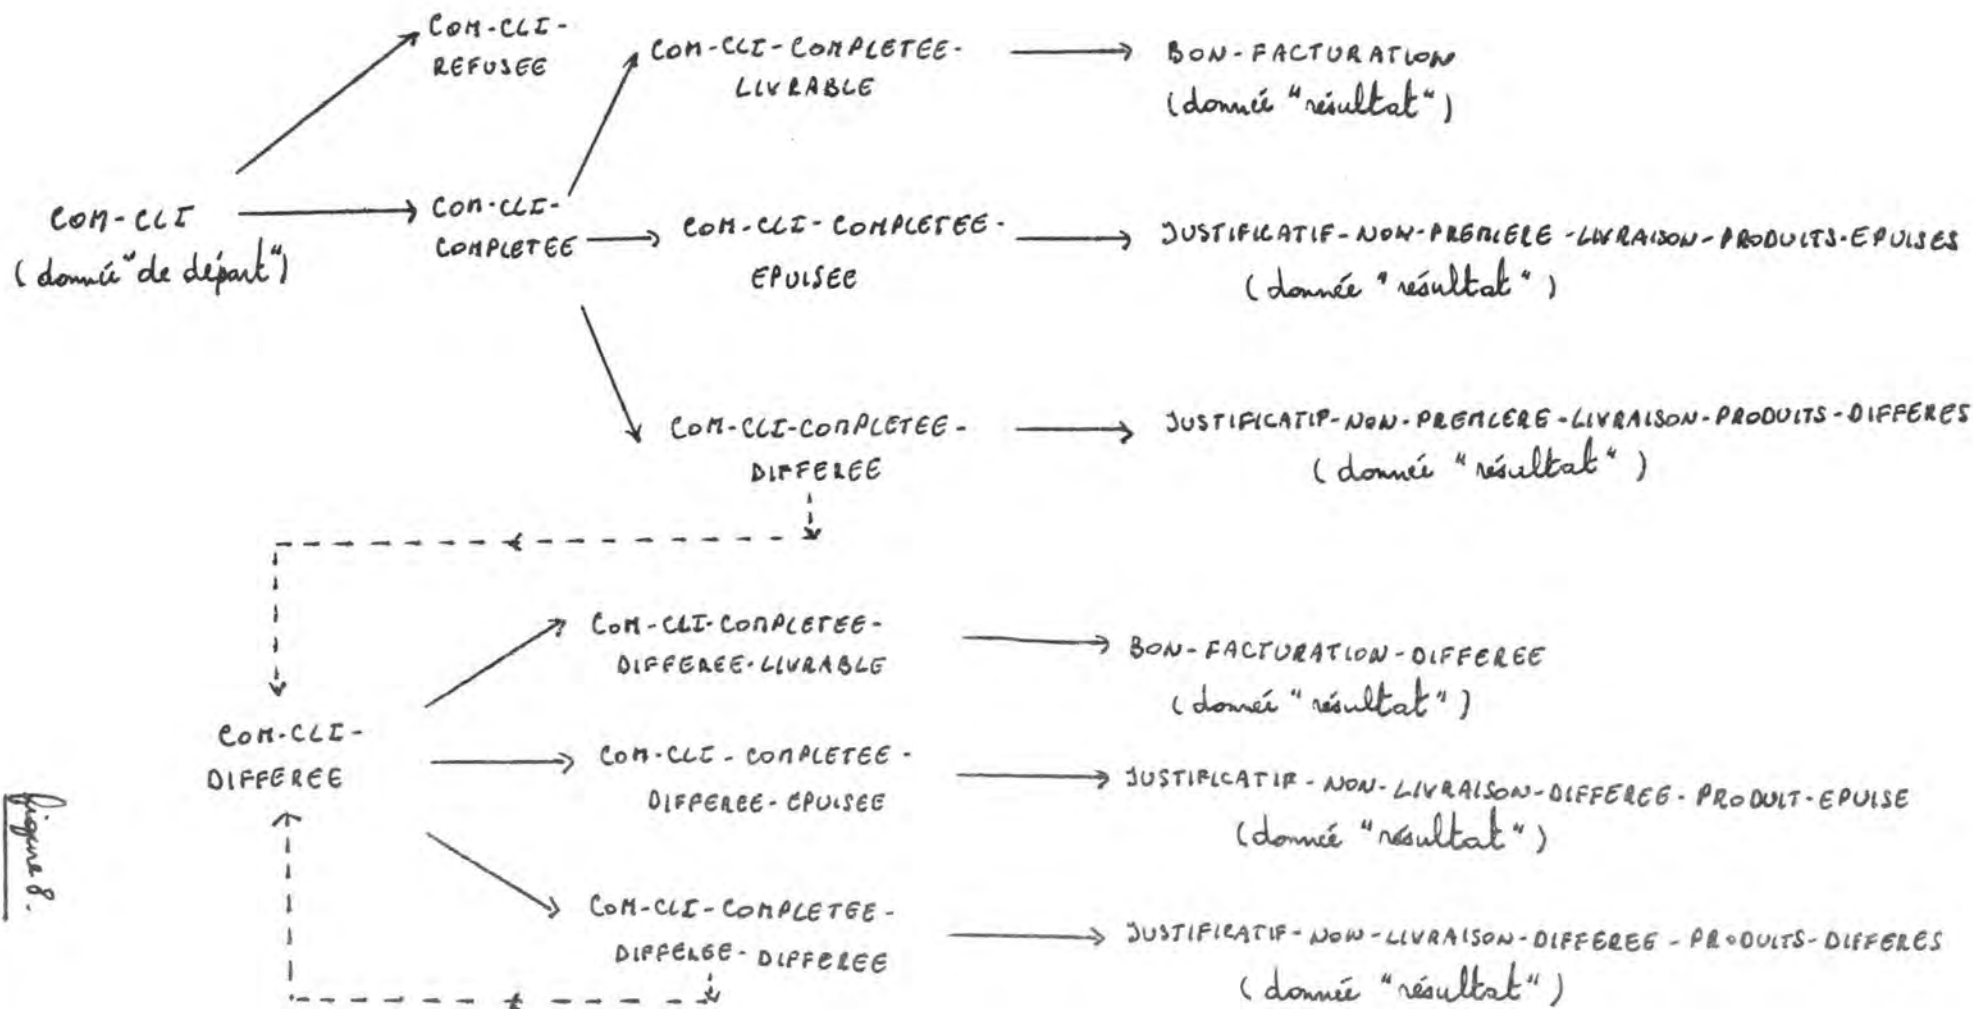 COM-CLI-
REFUSEE
COM-CLI-COMPLETEE-
LIVRABLE
BON-FACTURATION
(donnée "résultat")
COM-CLI
(donnée "de départ")
COM-CLI-
COMPLETEE
COM-CLI-COMPLETEE-
EPUISEE
JUSTIFICATIF-NON-PREMIERE-LIVRAISON-PRODUITS-EPUISES
(donnée "résultat")
COM-CLI-COMPLETEE-
DIFFEREE
JUSTIFICATIF-NON-PREMIERE-LIVRAISON-PRODUITS-DIFFERES
(donnée "résultat")
COM-CLI-COMPLETEE-
DIFFEREE-LIVRABLE
BON-FACTURATION-DIFFEREE
(donnée "résultat")
COM-CLI-
DIFFEREE
COM-CLI-COMPLETEE-
DIFFEREE-EPUISEE
JUSTIFICATIF-NON-LIVRAISON-DIFFEREE-PRODUIT-EPUISE
(donnée "résultat")
COM-CLI-COMPLETEE-
DIFFEREE-DIFFEREE
JUSTIFICATIF-NON-LIVRAISON-DIFFEREE-PRODUITS-DIFFERES
(donnée "résultat")
figure 8.